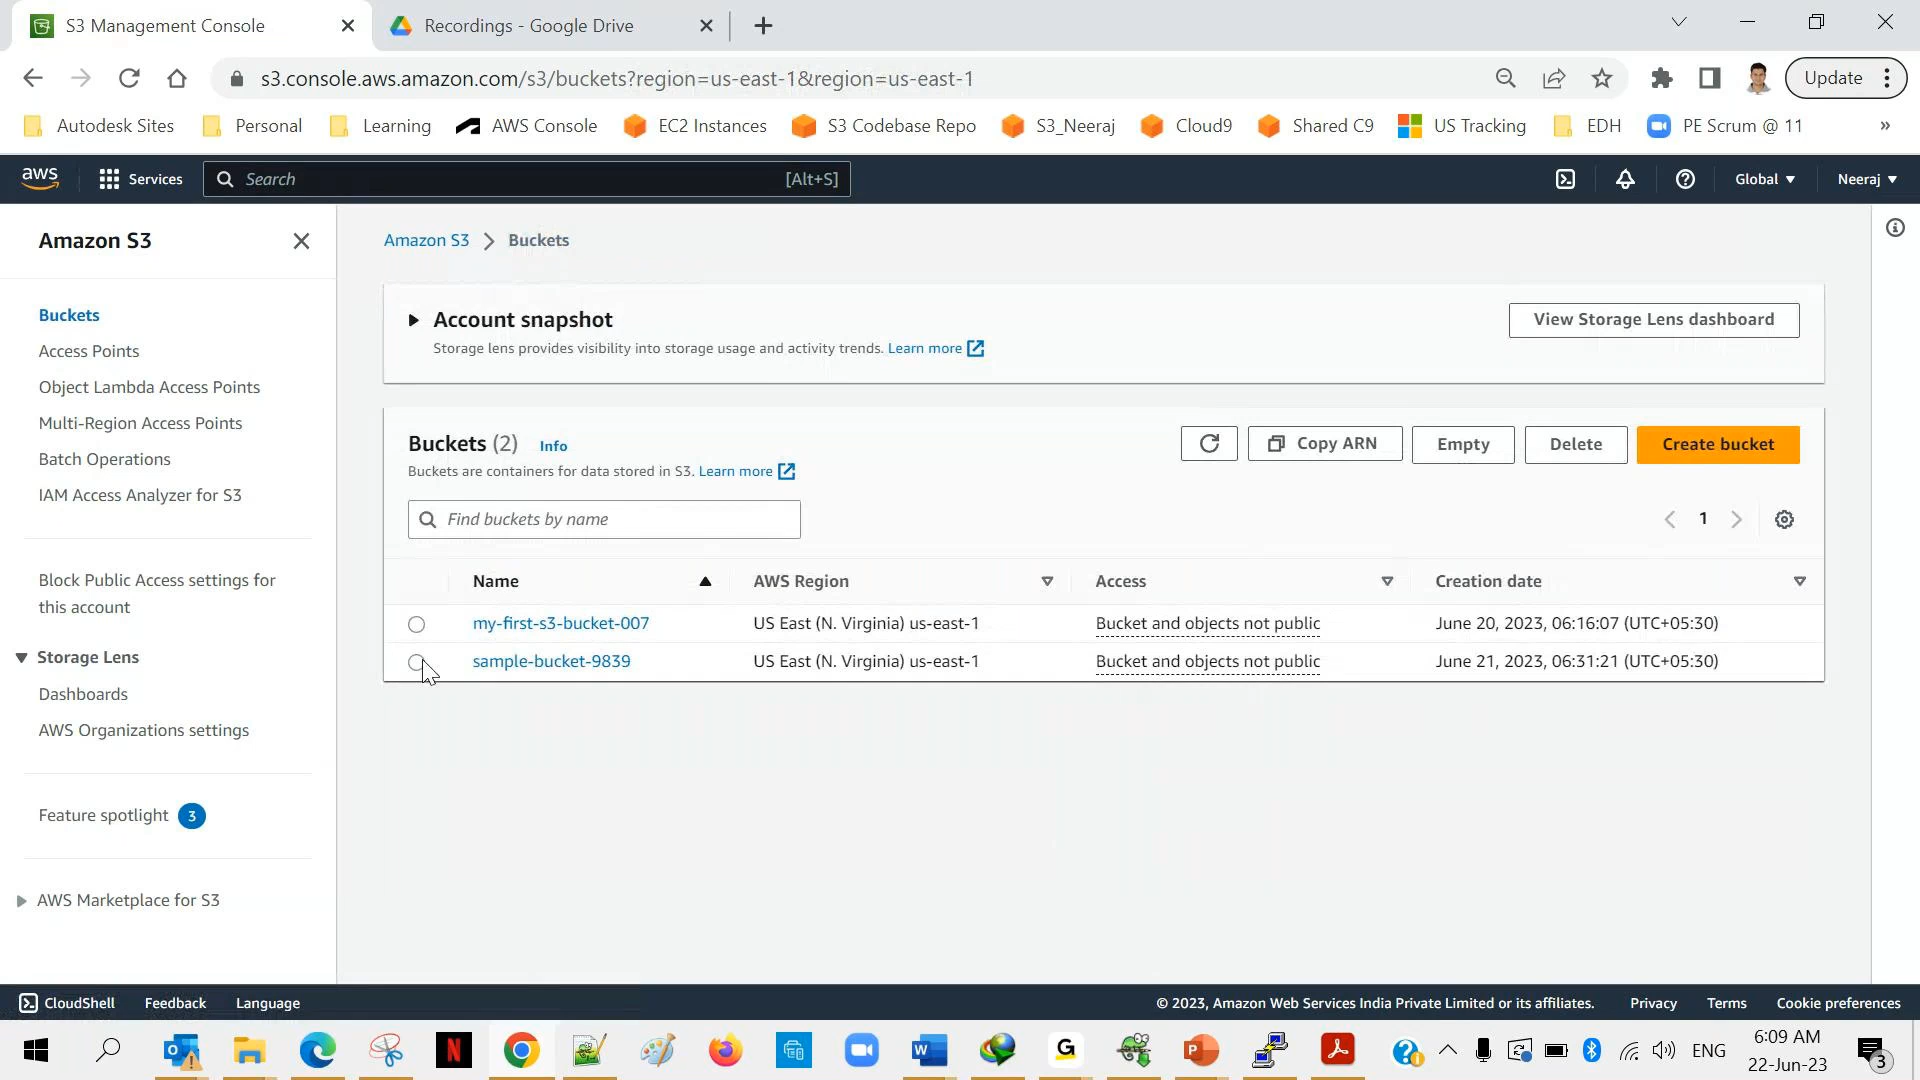 S3 Management Console
Recordings - Google Drive
s3.console.aws.amazon.com/s3/buckets?region=us-east-1&region=us-east-1
Update
Autodesk Sites
Personal
Learning
AWS Console
EC2 Instances
S3 Codebase Repo
S3_Neeraj
Cloud9
Shared C9
US Tracking
EDH
PE Scrum @ 11
»
aws
Services
Search
[Alt+S]
Global
Neeraj
Amazon S3
Buckets
Access Points
Object Lambda Access Points
Multi-Region Access Points
Batch Operations
IAM Access Analyzer for S3
Block Public Access settings for
this account
Storage Lens
Dashboards
AWS Organizations settings
Feature spotlight 3
AWS Marketplace for S3
Amazon S3 > Buckets
Account snapshot
Storage lens provides visibility into storage usage and activity trends. Learn more
View Storage Lens dashboard
Buckets (2) Info
Buckets are containers for data stored in S3. Learn more
Copy ARN
Empty
Delete
Create bucket
Find buckets by name
1
Name AWS Region Access Creation date
my-first-s3-bucket-007 US East (N. Virginia) us-east-1 Bucket and objects not public June 20, 2023, 06:16:07 (UTC+05:30)
sample-bucket-9839 US East (N. Virginia) us-east-1 Bucket and objects not public June 21, 2023, 06:31:21 (UTC+05:30)
CloudShell Feedback Language
© 2023, Amazon Web Services India Private Limited or its affiliates. Privacy Terms Cookie preferences
ENG
6:09 AM
22-Jun-23
3